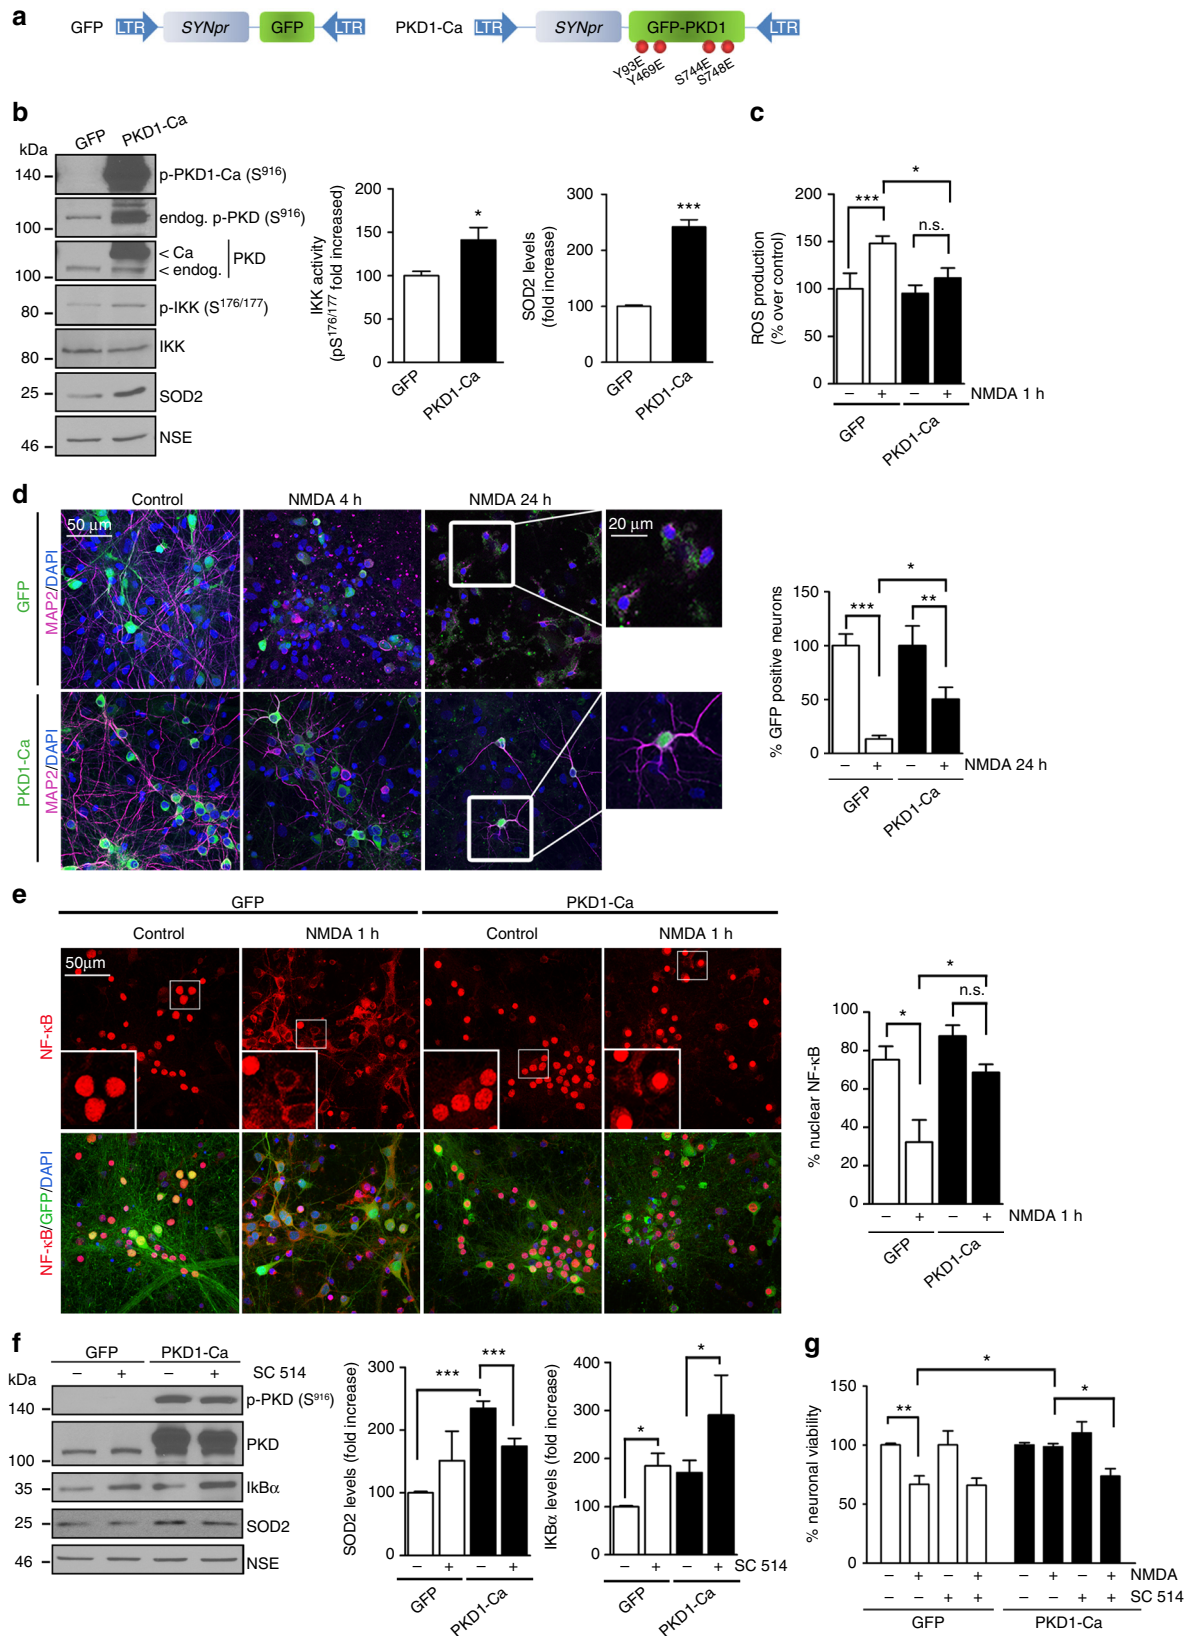 a
GFP LTR SYNpr GFP LTR
PKD1-Ca LTR SYNpr GFP-PKD1 LTR
Y93E Y469E S744E S748E
b
GFP PKD1-Ca
kDa
140 p-PKD1-Ca (S916)
100 endog. p-PKD (S916)
< Ca
< endog.
PKD
100
80 p-IKK (S176/177)
80 IKK
25 SOD2
46 NSE
IKK activity
(pS176/177 fold increased)
200
150
100
50
0
*
GFP PKD1-Ca
SOD2 levels
(fold increase)
300
200
100
0
***
GFP PKD1-Ca
c
ROS production
(% over control)
200
150
100
50
0
*** n.s. *
– + – + NMDA 1 h
GFP PKD1-Ca
d
Control NMDA 4 h NMDA 24 h
50 µm
20 µm
GFP
MAP2/DAPI
PKD1-Ca
MAP2/DAPI
% GFP positive neurons
150
100
50
0
*** ** *
– + – + NMDA 24 h
GFP PKD1-Ca
e
GFP PKD1-Ca
Control NMDA 1 h Control NMDA 1 h
50µm
NF-κB
NF-κB/GFP/DAPI
% nuclear NF-κB
100
80
60
40
20
0
* n.s. *
– + – + NMDA 1 h
GFP PKD1-Ca
f
GFP PKD1-Ca
– + – + SC 514
kDa
140 p-PKD (S916)
100 PKD
35 IkBα
25 SOD2
46 NSE
SOD2 levels (fold increase)
300
200
100
0
*** ***
– + – +
GFP PKD1-Ca
IKBα levels (fold increase)
400
300
200
100
0
* *
– + – + SC 514
GFP PKD1-Ca
g
% neuronal viability
150
100
50
0
** * *
– + – + – + – + NMDA
– – + + – – + + SC 514
GFP PKD1-Ca